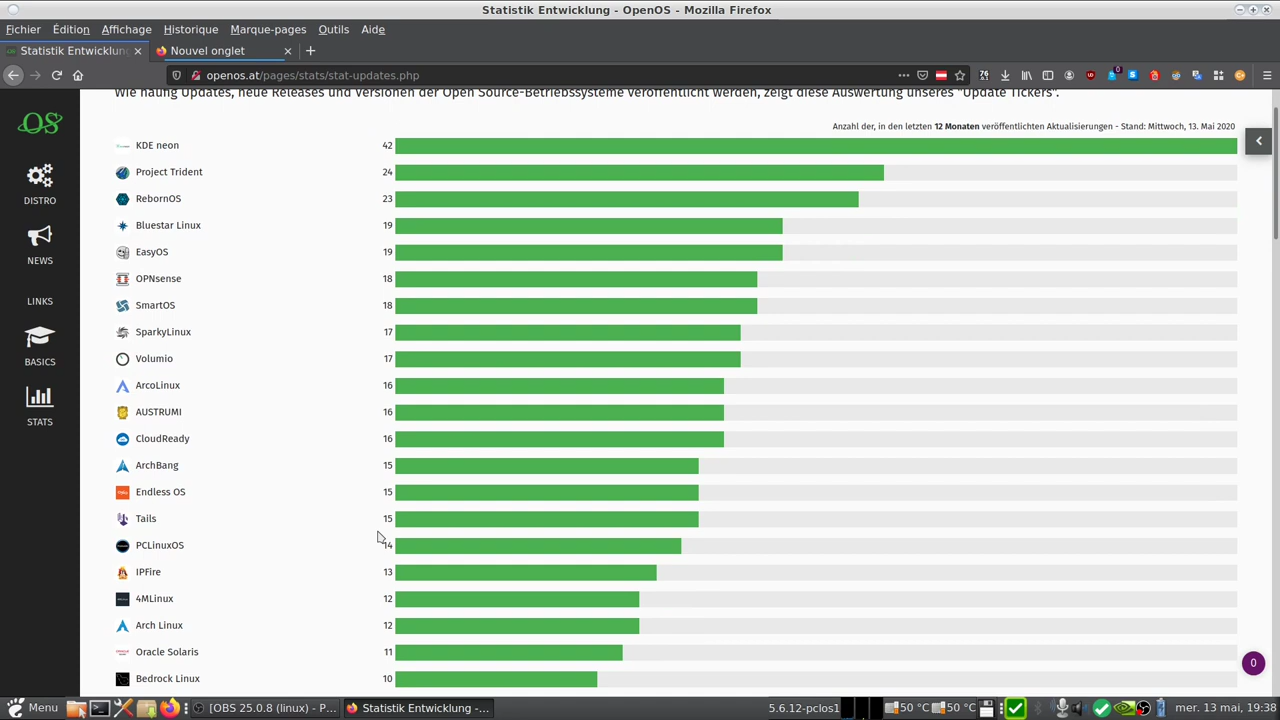 Statistik Entwicklung - OpenOS - Mozilla Firefox
Fichier Édition Affichage Historique Marque-pages Outils Aide
Statistik Entwicklung Nouvel onglet
openos.at/pages/stats/stat-updates.php
Wie häufig Updates, neue Releases und Versionen der Open Source-Betriebssysteme veröffentlicht werden, zeigt diese Auswertung unseres "Update Tickers".
Anzahl der, in den letzten 12 Monaten veröffentlichten Aktualisierungen - Stand: Mittwoch, 13. Mai 2020
OS
DISTRO
NEWS
LINKS
BASICS
STATS
KDE neon 42
Project Trident 24
RebornOS 23
Bluestar Linux 19
EasyOS 19
OPNsense 18
SmartOS 18
SparkyLinux 17
Volumio 17
ArcoLinux 16
AUSTRUMI 16
CloudReady 16
ArchBang 15
Endless OS 15
Tails 15
PCLinuxOS 14
IPFire 13
4MLinux 12
Arch Linux 12
Oracle Solaris 11
Bedrock Linux 10
0
Menu [OBS 25.0.8 (linux) - P... Statistik Entwicklung -... 5.6.12-pclos1 50 °C 50 °C mer. 13 mai, 19:38